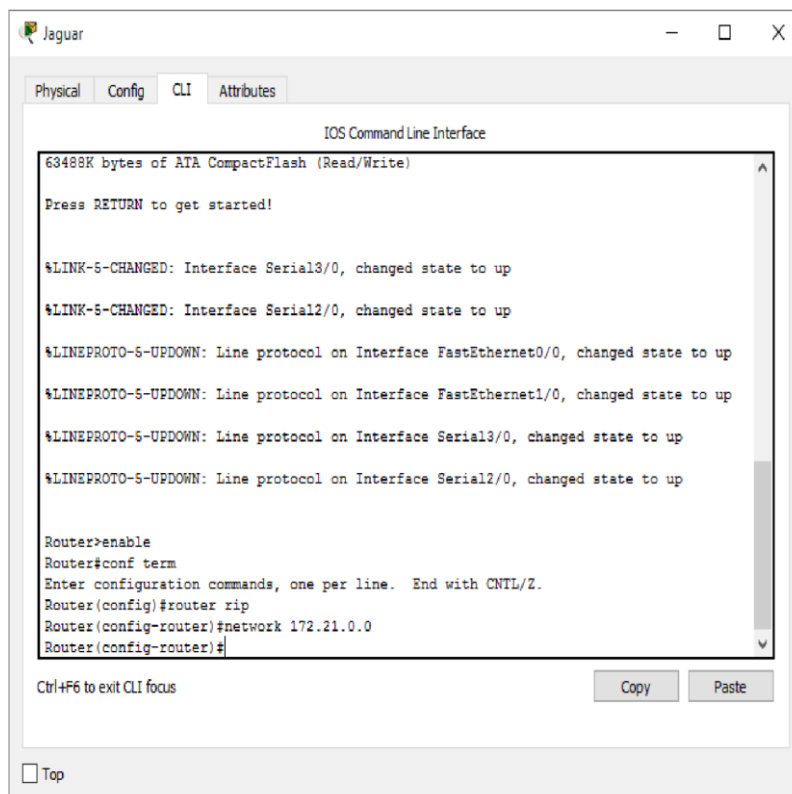 Jaguar
Physical Config CLI Attributes
IOS Command Line Interface
63488K bytes of ATA CompactFlash (Read/Write)
Press RETURN to get started!
%LINK-5-CHANGED: Interface Serial3/0, changed state to up
%LINK-5-CHANGED: Interface Serial2/0, changed state to up
%LINEPROTO-5-UPDOWN: Line protocol on Interface FastEthernet0/0, changed state to up
%LINEPROTO-5-UPDOWN: Line protocol on Interface FastEthernet1/0, changed state to up
%LINEPROTO-5-UPDOWN: Line protocol on Interface Serial3/0, changed state to up
%LINEPROTO-5-UPDOWN: Line protocol on Interface Serial2/0, changed state to up
Router>enable
Router#conf term
Enter configuration commands, one per line.  End with CNTL/Z.
Router(config)#router rip
Router(config-router)#network 172.21.0.0
Router(config-router)#
Ctrl+F6 to exit CLI focus
Copy Paste
Top